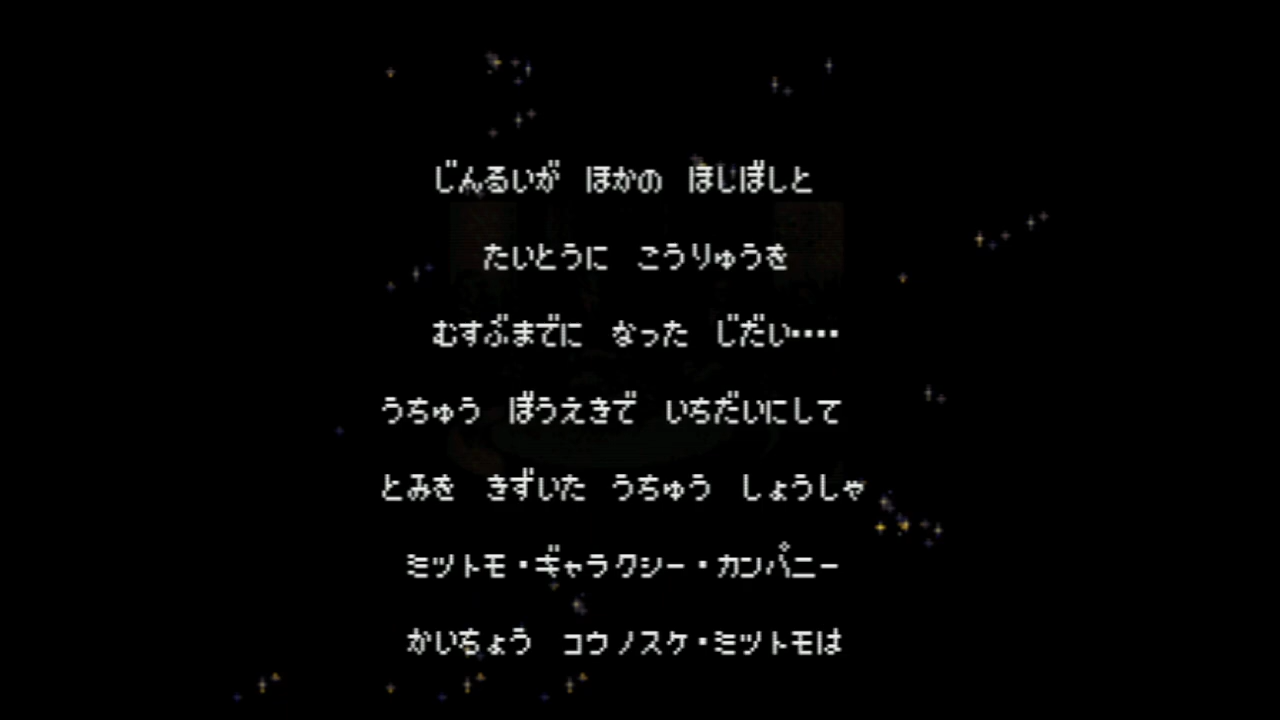 じんるいが ほかの ほしぼしと
たいとうに こうりゅうを
むすぶまでに なった じだい････
うちゅう ぼうえきで いちだいにして
とみを きずいた うちゅう しょうしゃ
ミツトモ・ギャラクシー・カンパニー
かいちょう コウノスケ・ミツトモは